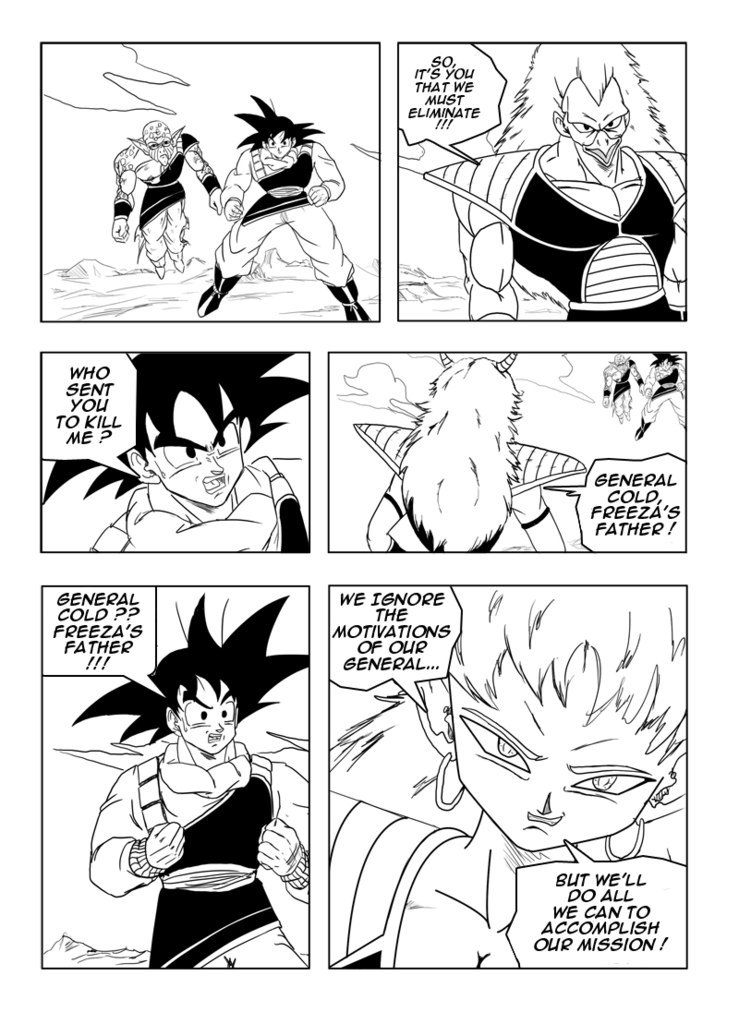 SO,
IT'S YOU
THAT WE
MUST
ELIMINATE
!!!
WHO
SENT
YOU
TO KILL
ME ?
GENERAL
COLD,
FREEZA'S
FATHER !
GENERAL
COLD ??
FREEZA'S
FATHER
!!!
WE IGNORE
THE
MOTIVATIONS
OF OUR
GENERAL...
BUT WE'LL
DO ALL
WE CAN TO
ACCOMPLISH
OUR MISSION !